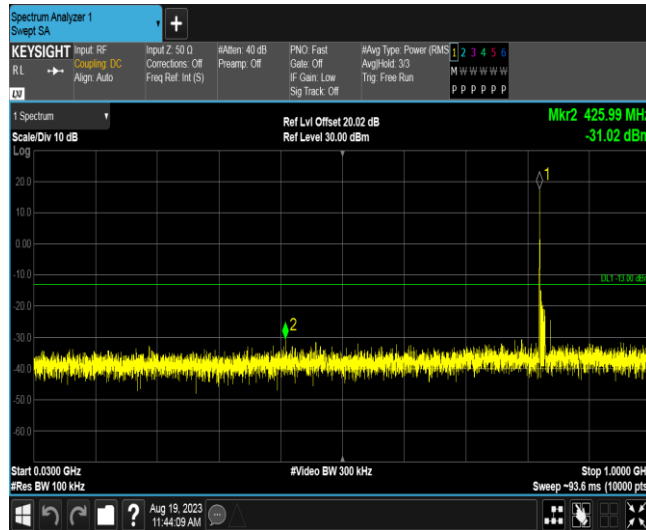 Spectrum Analyzer 1
Swept SA
+
KEYSIGHT
RL
LXI
Input: RF
Coupling: DC
Align: Auto
Input Z: 50 Ω
Corrections: Off
Freq Ref: Int (S)
#Atten: 40 dB
Preamp: Off
PNO: Fast
Gate: Off
IF Gain: Low
Sig Track: Off
#Avg Type: Power (RMS
Avg|Hold: 3/3
Trig: Free Run
1 2 3 4 5 6
M W W W W W
P P P P P P
1 Spectrum
Scale/Div 10 dB
Log
Ref Lvl Offset 20.02 dB
Ref Level 30.00 dBm
Mkr2 425.99 MHz
-31.02 dBm
1
20.0
10.0
0.00
-10.0
DL1 -13.00 dB
-20.0
2
-30.0
-40.0
-50.0
-60.0
Start 0.0300 GHz
#Res BW 100 kHz
#Video BW 300 kHz
Stop 1.0000 GH
Sweep ~93.6 ms (10000 pts
?
Aug 19, 2023
11:44:09 AM